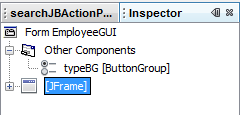 searchJBActionP... Inspector
Form EmployeeGUI
Other Components
typeBG [ButtonGroup]
[JFrame]